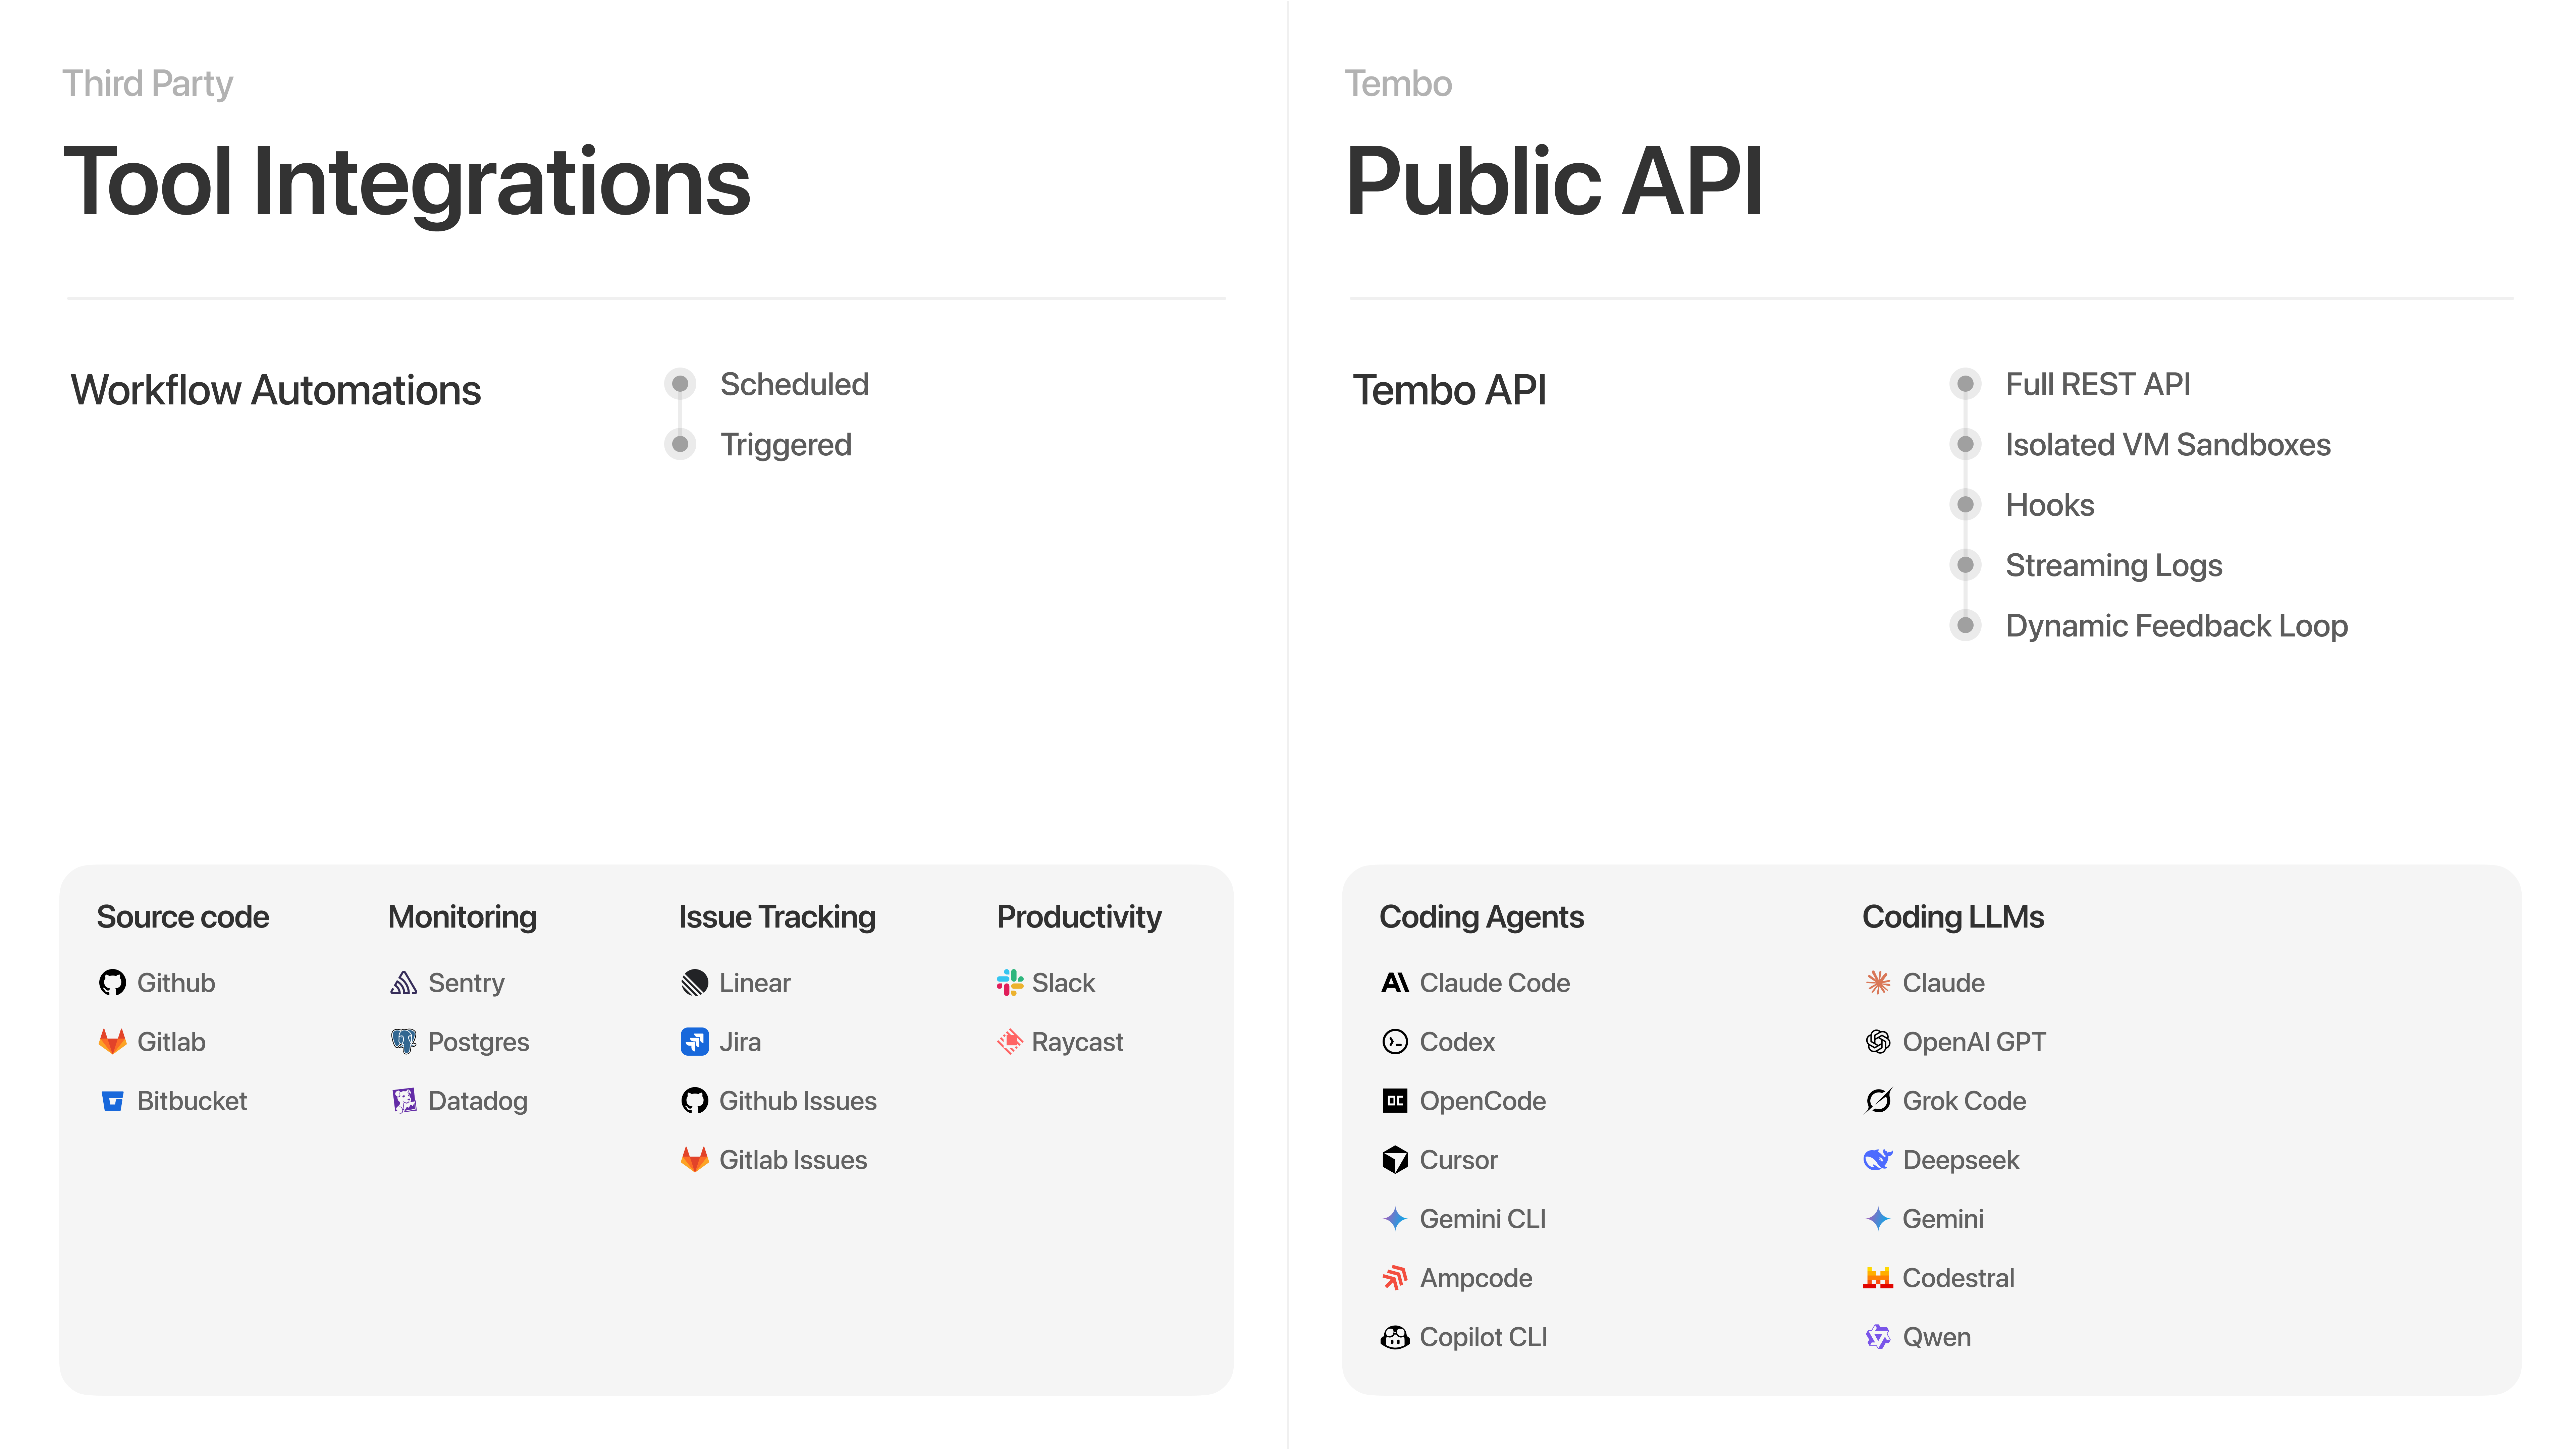 Third Party
Tool Integrations
Workflow Automations
Scheduled
Triggered
Source code
Github
Gitlab
Bitbucket
Monitoring
Sentry
Postgres
Datadog
Issue Tracking
Linear
Jira
Github Issues
Gitlab Issues
Productivity
Slack
Raycast
Tembo
Public API
Tembo API
Full REST API
Isolated VM Sandboxes
Hooks
Streaming Logs
Dynamic Feedback Loop
Coding Agents
Claude Code
Codex
OpenCode
Cursor
Gemini CLI
Ampcode
Copilot CLI
Coding LLMs
Claude
OpenAI GPT
Grok Code
Deepseek
Gemini
Codestral
Qwen